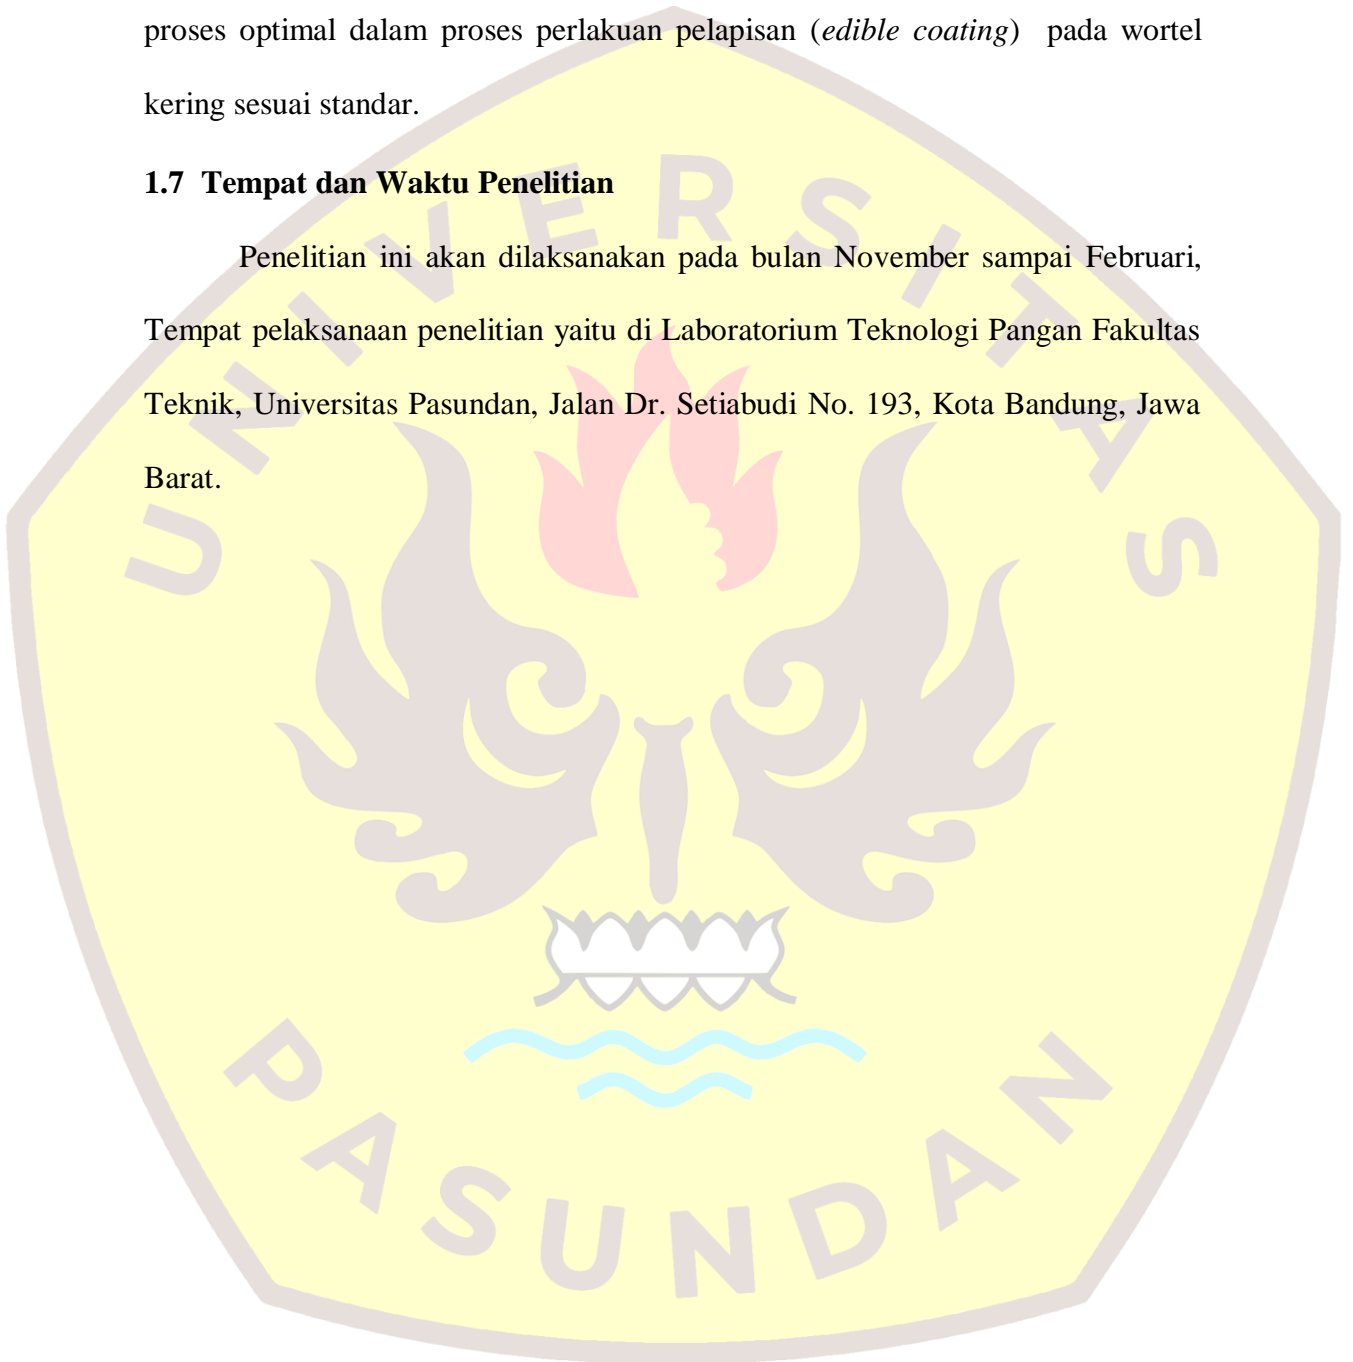 proses optimal dalam proses perlakuan pelapisan (edible coating) pada wortel
kering sesuai standar.
1.7 Tempat dan Waktu Penelitian
Penelitian ini akan dilaksanakan pada bulan November sampai Februari,
Tempat pelaksanaan penelitian yaitu di Laboratorium Teknologi Pangan Fakultas
Teknik, Universitas Pasundan, Jalan Dr. Setiabudi No. 193, Kota Bandung, Jawa
Barat.
UNIVERSITAS
PASUNDAN